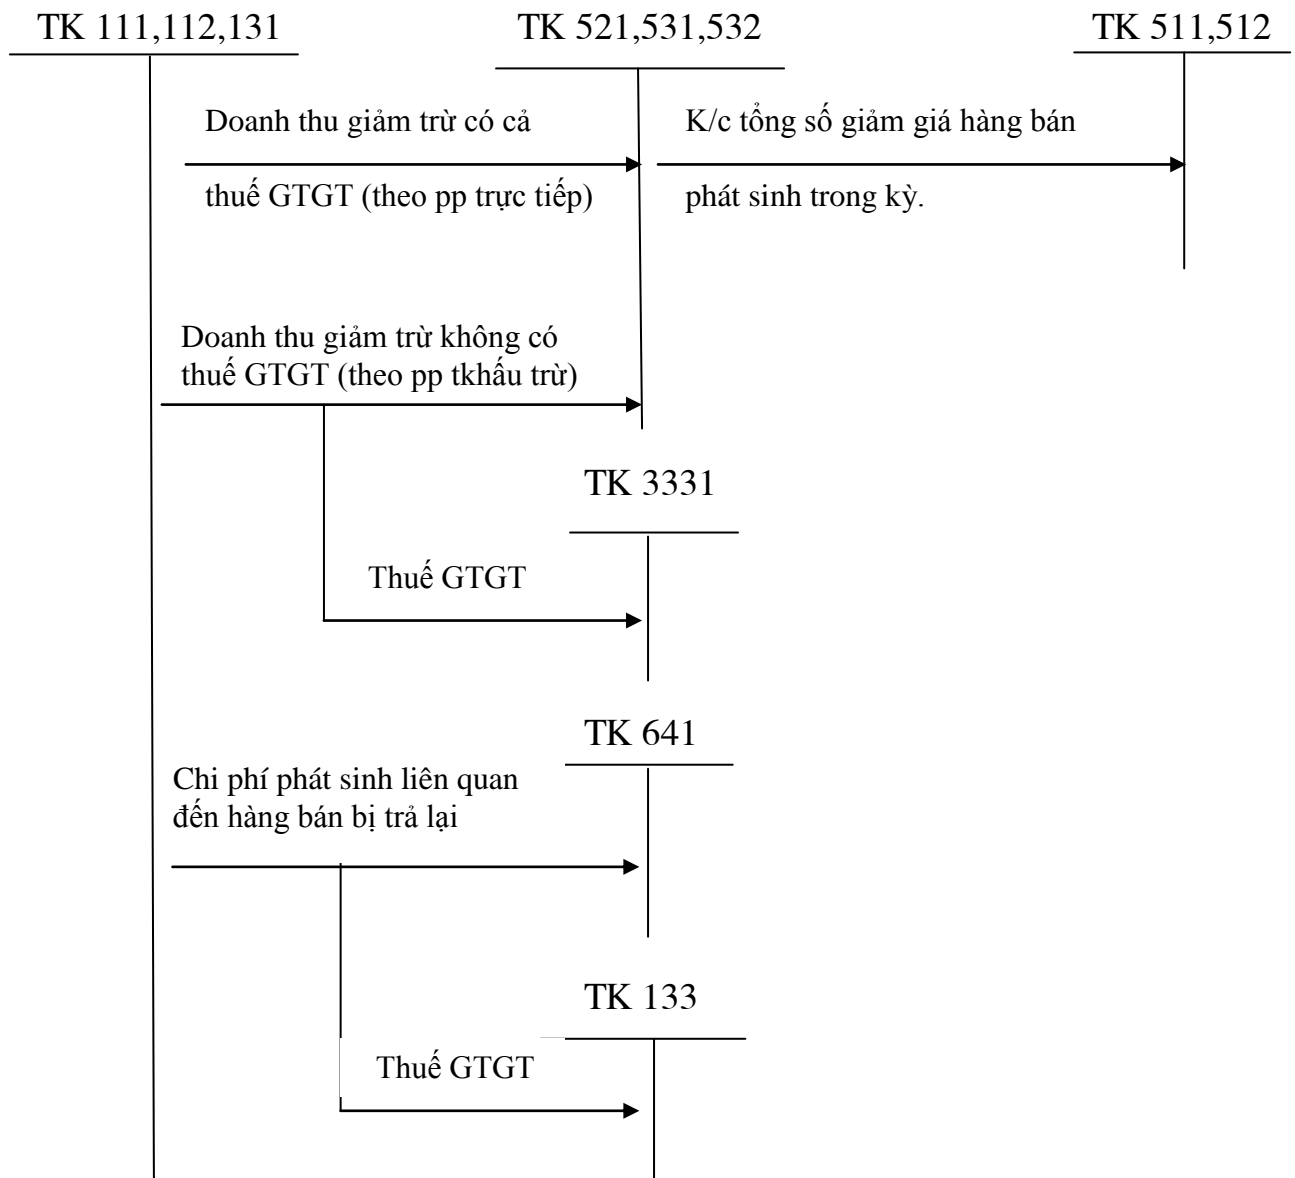 TK 111,112,131
TK 521,531,532
TK 511,512
Doanh thu giảm trừ có cả
thuế GTGT (theo pp trực tiếp)
K/c tổng số giảm giá hàng bán
phát sinh trong kỳ.
Doanh thu giảm trừ không có
thuế GTGT (theo pp tkhấu trừ)
TK 3331
Thuế GTGT
TK 641
Chi phí phát sinh liên quan
đến hàng bán bị trả lại
TK 133
Thuế GTGT